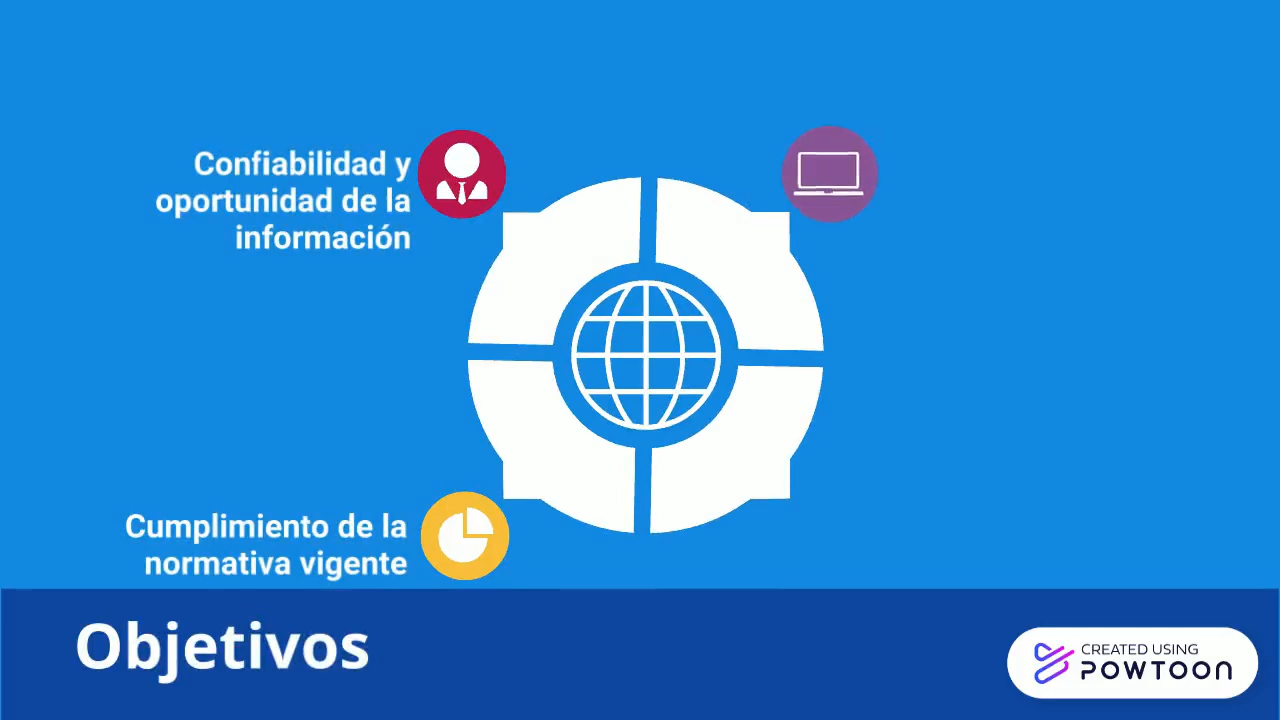 Confiabilidad y
oportunidad de la
información
Cumplimiento de la
normativa vigente
Objetivos
CREATED USING
POWTOON